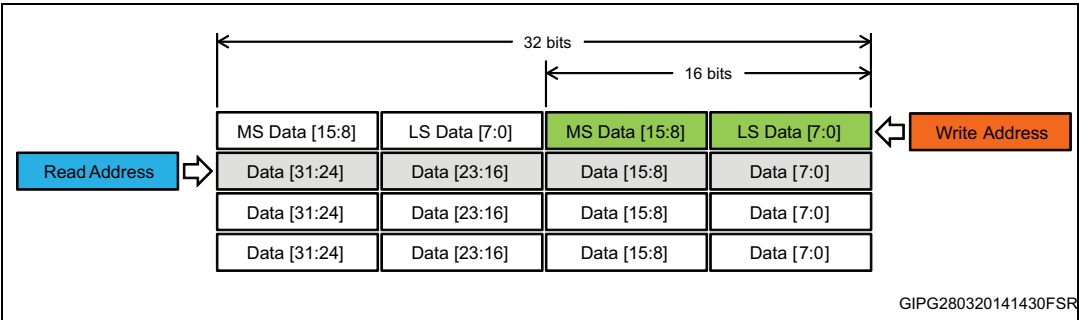 32 bits
16 bits
MS Data [15:8] LS Data [7:0] MS Data [15:8] LS Data [7:0] Write Address
Read Address Data [31:24] Data [23:16] Data [15:8] Data [7:0]
Data [31:24] Data [23:16] Data [15:8] Data [7:0]
Data [31:24] Data [23:16] Data [15:8] Data [7:0]
GIPG280320141430FSR